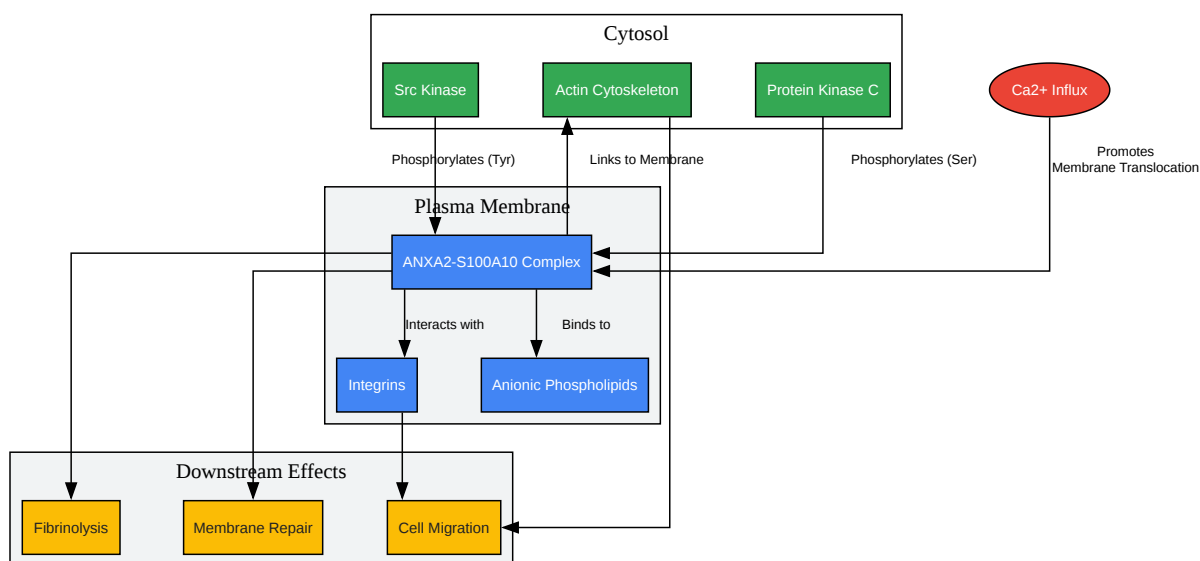 Cytosol
Src Kinase
Actin Cytoskeleton
Protein Kinase C
Ca2+ Influx
Phosphorylates (Tyr)
Links to Membrane
Phosphorylates (Ser)
Promotes
Membrane Translocation
Plasma Membrane
ANXA2-S100A10 Complex
Interacts with
Binds to
Integrins
Anionic Phospholipids
Downstream Effects
Fibrinolysis
Membrane Repair
Cell Migration